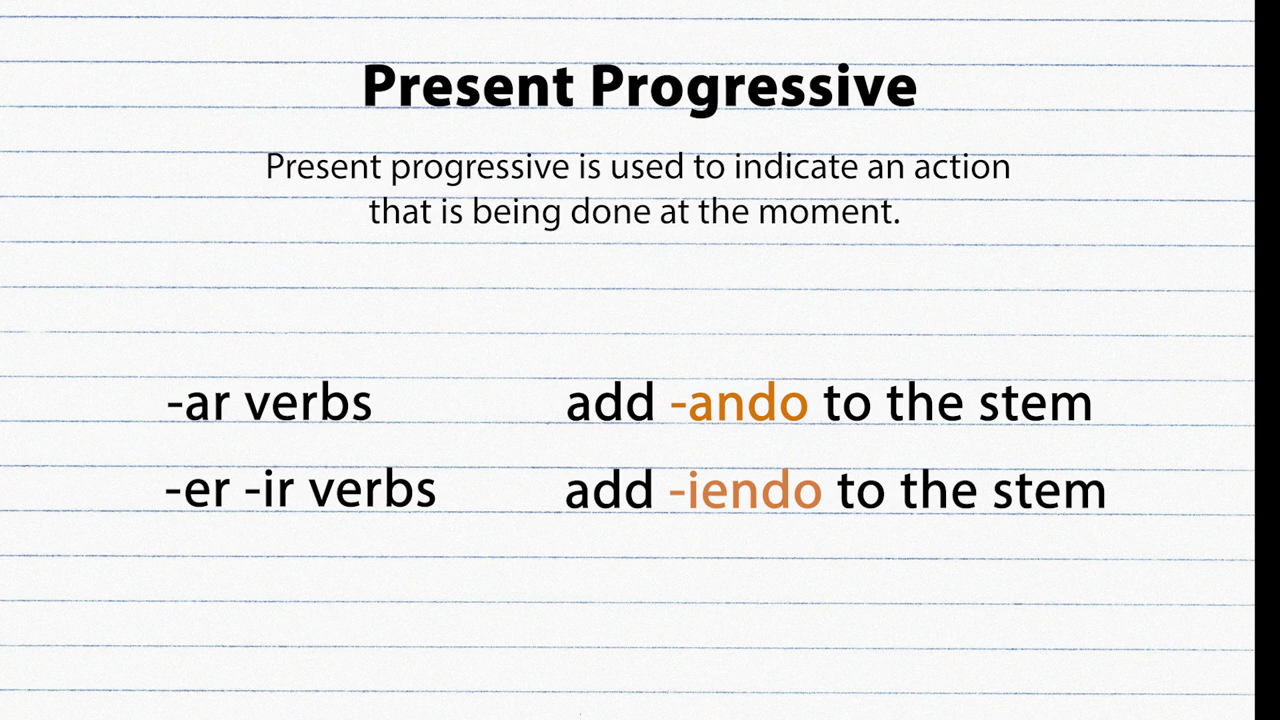 Present Progressive
Present progressive is used to indicate an action
that is being done at the moment.
-ar verbs add -ando to the stem
-er -ir verbs add -iendo to the stem